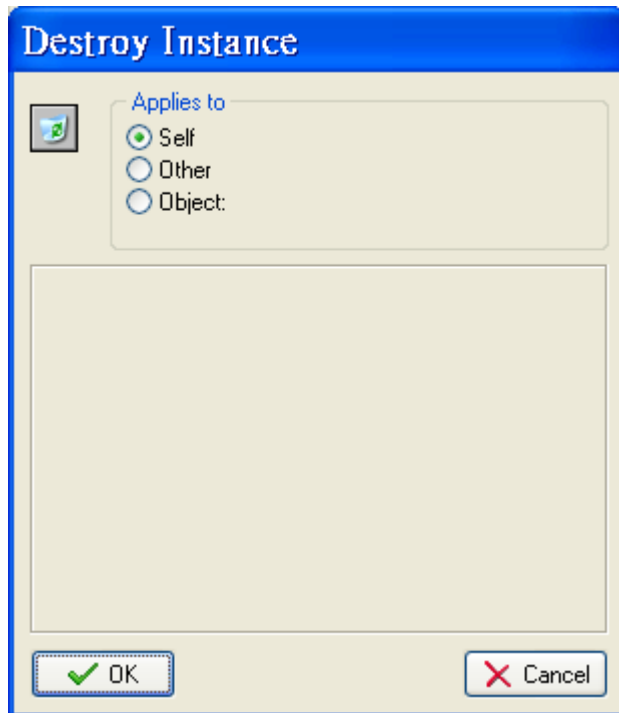 Destroy Instance
Applies to
Self
Other
Object:
OK
Cancel